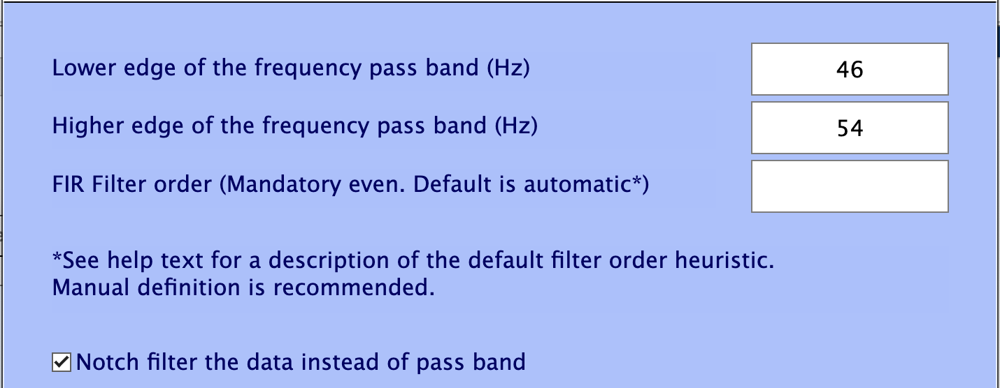 Lower edge of the frequency pass band (Hz) 46
Higher edge of the frequency pass band (Hz) 54
FIR Filter order (Mandatory even. Default is automatic*)
*See help text for a description of the default filter order heuristic.
Manual definition is recommended.
Notch filter the data instead of pass band